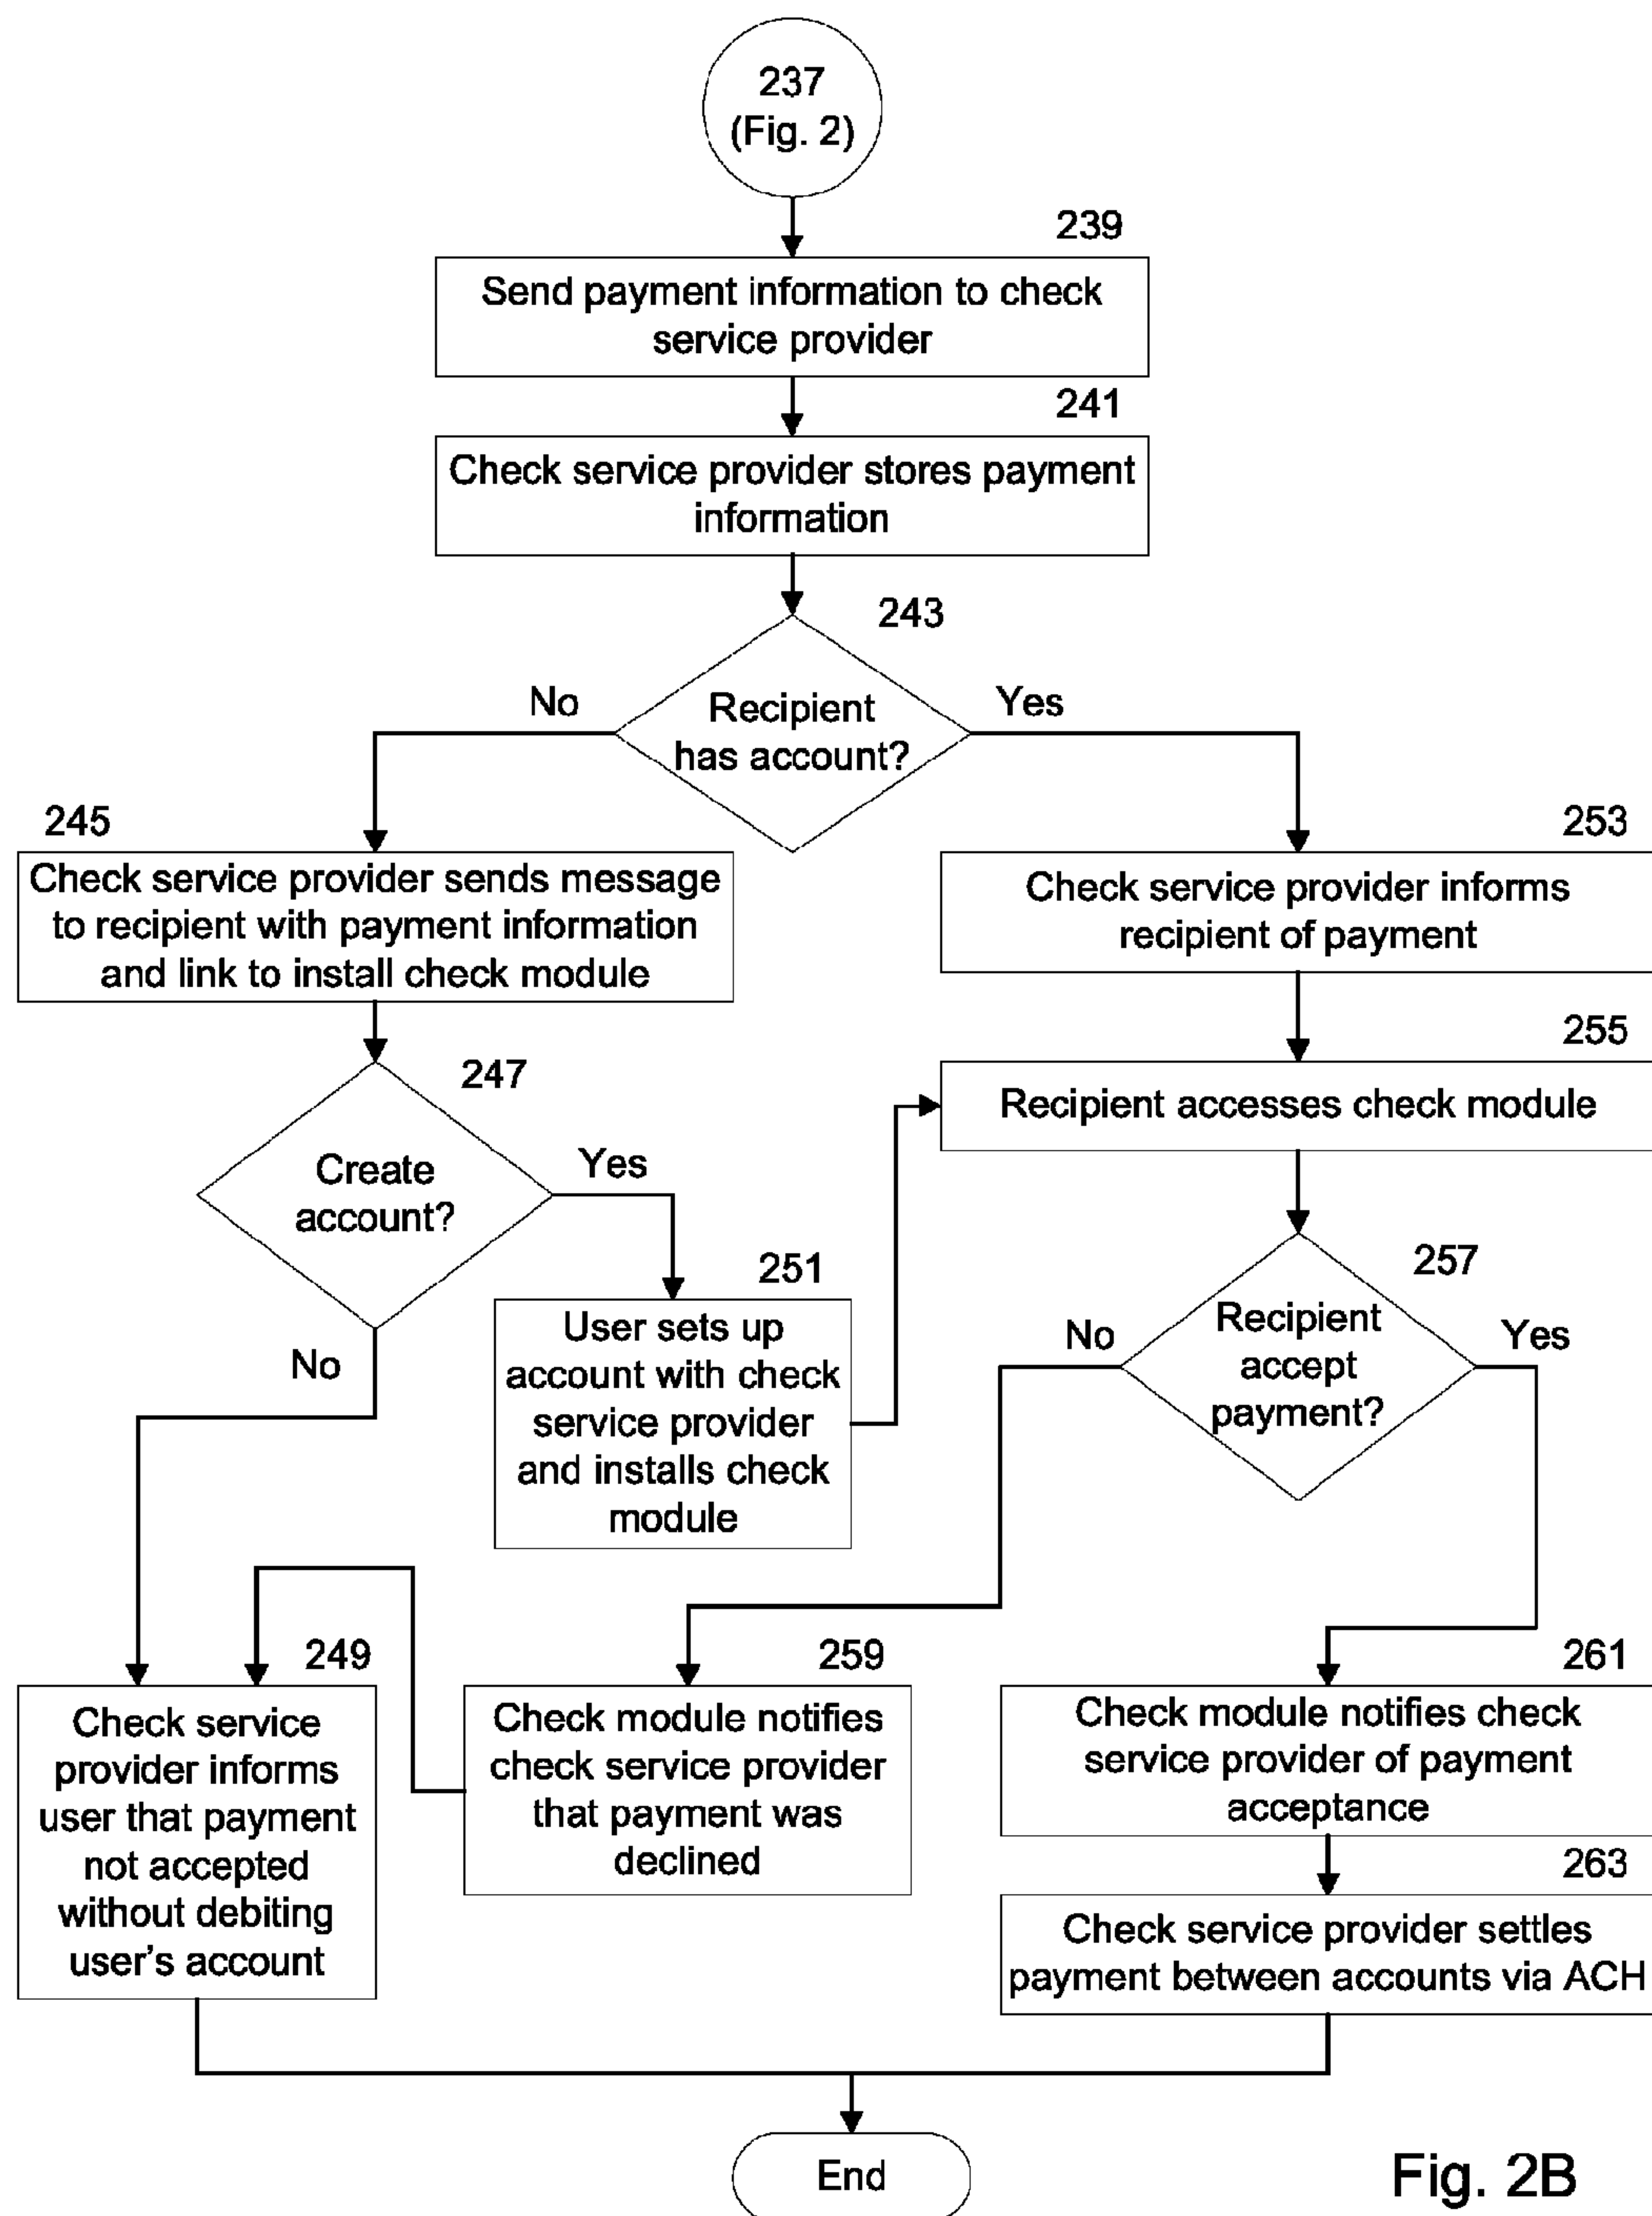 237
(Fig. 2)
239
Send payment information to check
service provider
241
Check service provider stores payment
information
243
Recipient
has account?
No
Yes
245
Check service provider sends message
to recipient with payment information
and link to install check module
253
Check service provider informs
recipient of payment
247
Create
account?
Yes
No
255
Recipient accesses check module
251
User sets up
account with check
service provider
and installs check
module
257
Recipient
accept
payment?
No
Yes
249
Check service
provider informs
user that payment
not accepted
without debiting
user's account
259
Check module notifies
check service provider
that payment was
declined
261
Check module notifies check
service provider of payment
acceptance
263
Check service provider settles
payment between accounts via ACH
End
Fig. 2B